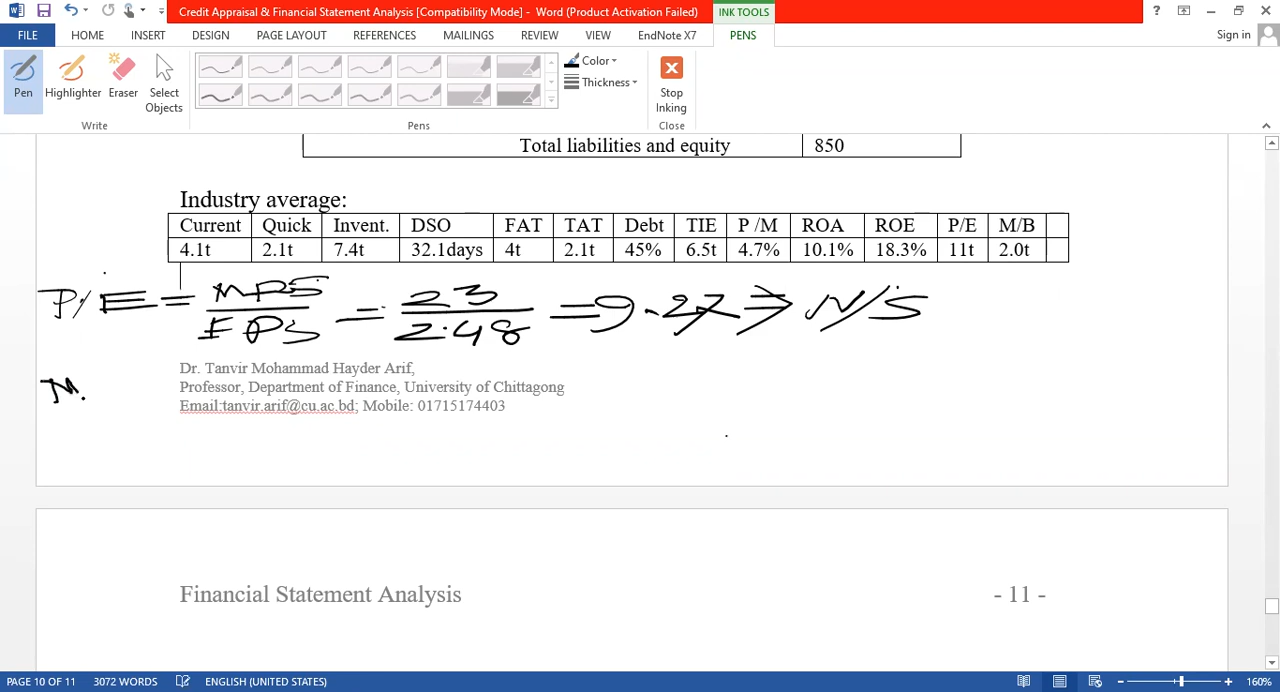 Credit Appraisal & Financial Statement Analysis [Compatibility Mode] - Word (Product Activation Failed)
INK TOOLS
FILE HOME INSERT DESIGN PAGE LAYOUT REFERENCES MAILINGS REVIEW VIEW EndNote X7 PENS Sign in
Pen Highlighter Eraser Select Objects
Color
Thickness
Stop Inking
Write Pens Close
Total liabilities and equity 850
Industry average:
Current Quick Invent. DSO FAT TAT Debt TIE P /M ROA ROE P/E M/B
4.1t 2.1t 7.4t 32.1days 4t 2.1t 45% 6.5t 4.7% 10.1% 18.3% 11t 2.0t
P/E = MPS / EPS = 23 / 2.48 = 9.27 ⇒ N/S
Dr. Tanvir Mohammad Hayder Arif,
M.
Professor, Department of Finance, University of Chittagong
Email:tanvir.arif@cu.ac.bd; Mobile: 01715174403
Financial Statement Analysis - 11 -
PAGE 10 OF 11 3072 WORDS ENGLISH (UNITED STATES) 160%